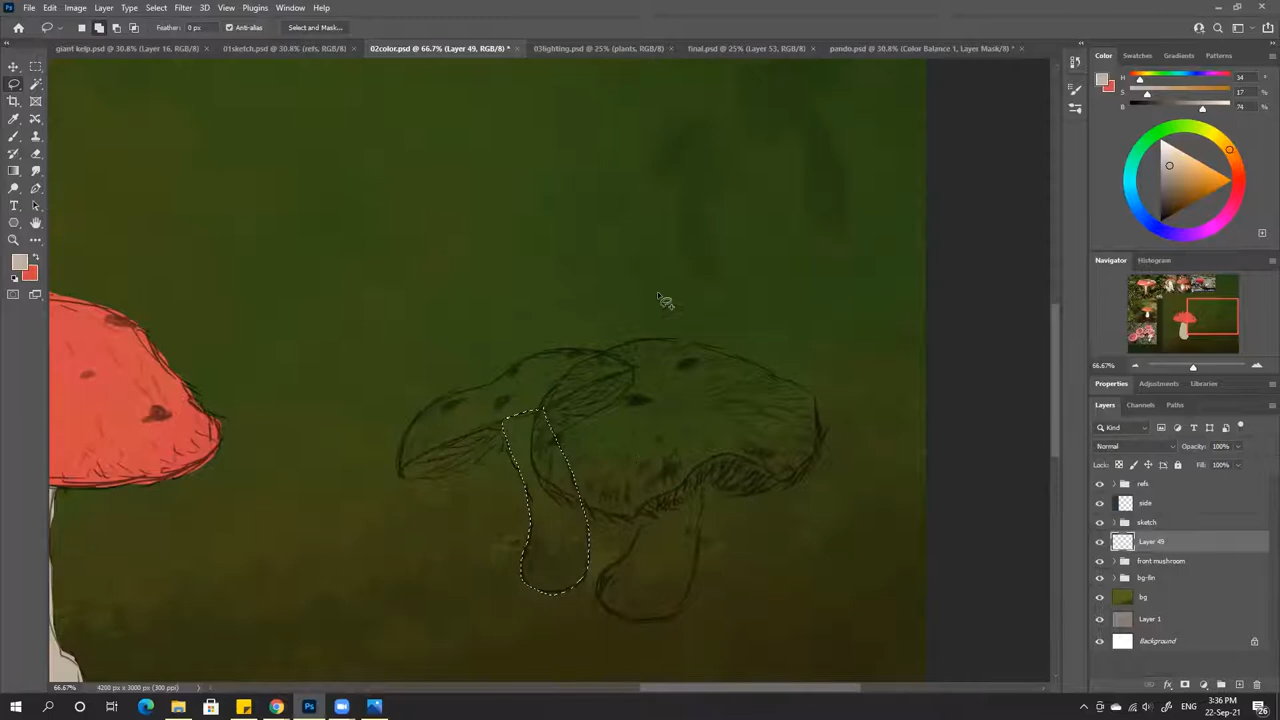 File Edit Image Layer Type Select Filter 3D View Plugins Window Help
Feather: 0 px Anti-alias Select and Mask...
giant kelp.psd @ 30.8% (Layer 16, RGB/8) × 01sketch.psd @ 30.8% (refs, RGB/8) × 02color.psd @ 66.7% (Layer 49, RGB/8) * × 03lighting.psd @ 25% (plants, RGB/8) × final.psd @ 25% (Layer 53, RGB/8) × pando.psd @ 30.8% (Color Balance 1, Layer Mask/8) * ×
Color Swatches Gradients Patterns
H 34 °
S 17 %
B 74 %
Navigator Histogram
66.67%
Properties Adjustments Libraries
Layers Channels Paths
Kind
Normal Opacity: 100%
Lock: Fill: 100%
refs
side
sketch
Layer 49
front mushroom
bg-fin
bg
Layer 1
Background
66.67% 4200 px x 3000 px (300 ppi)
ENG 3:36 PM
22-Sep-21